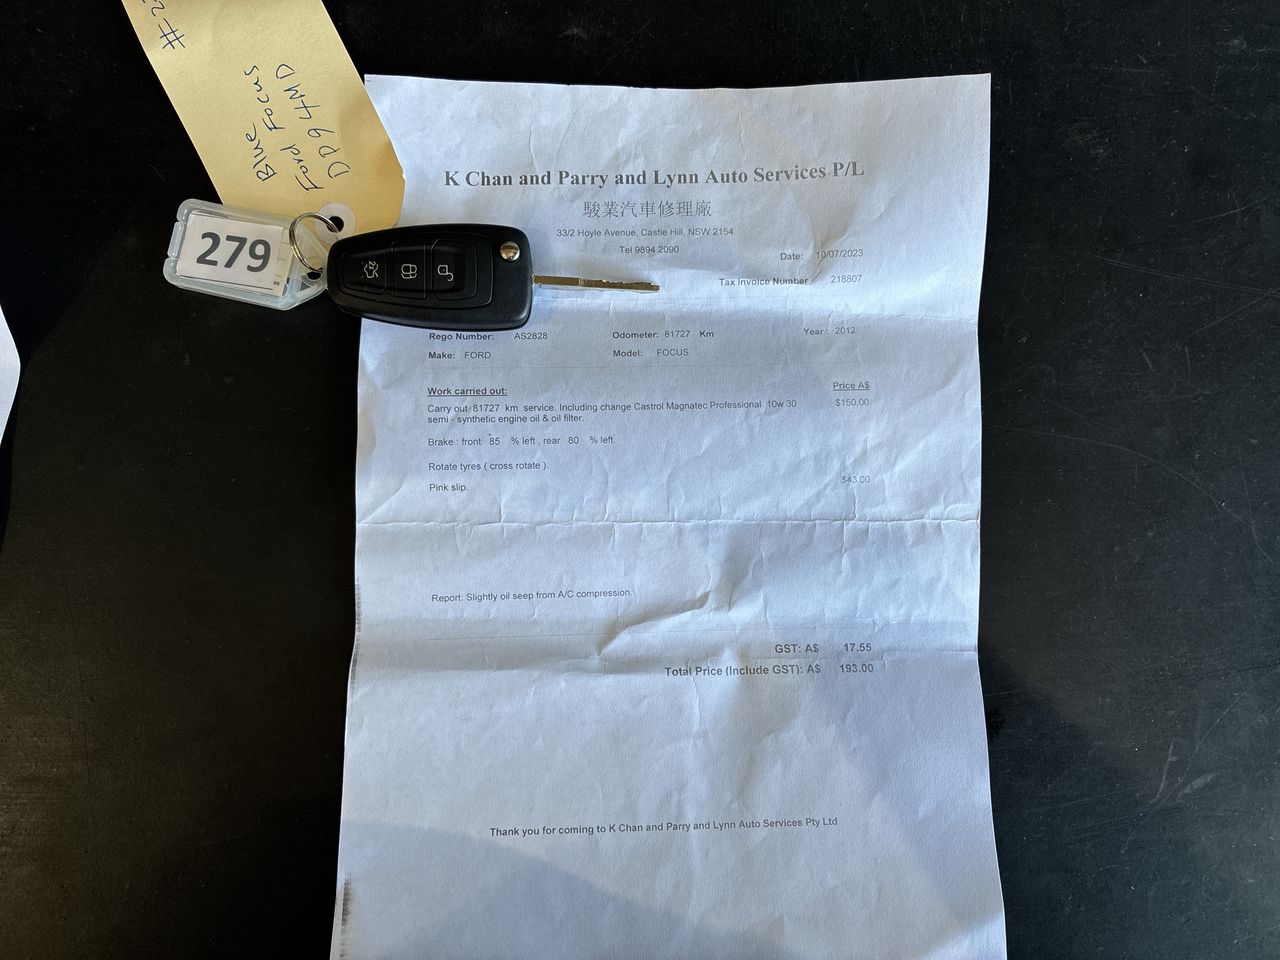 Blue
Ford Focus
DP94MD
279
K Chan and Parry and Lynn Auto Services P/L
駿業汽車修理廠
33/2 Hoyle Avenue, Castle Hill, NSW 2154
Tel 9894 2090
Date: 10/07/2023
Tax Invoice Number 218807
Rego Number: AS2828 Odometer: 81727 Km Year: 2012
Make: FORD Model: FOCUS
Work carried out: Price A$
Carry out 81727 km service. Including change Castrol Magnatec Professional 10w 30 $150.00
semi - synthetic engine oil & oil filter.
Brake : front 85 % left , rear 80 % left.
Rotate tyres ( cross rotate ).
Pink slip. $43.00
Report: Slightly oil seep from A/C compression.
GST: A$ 17.55
Total Price (Include GST): A$ 193.00
Thank you for coming to K Chan and Parry and Lynn Auto Services Pty Ltd